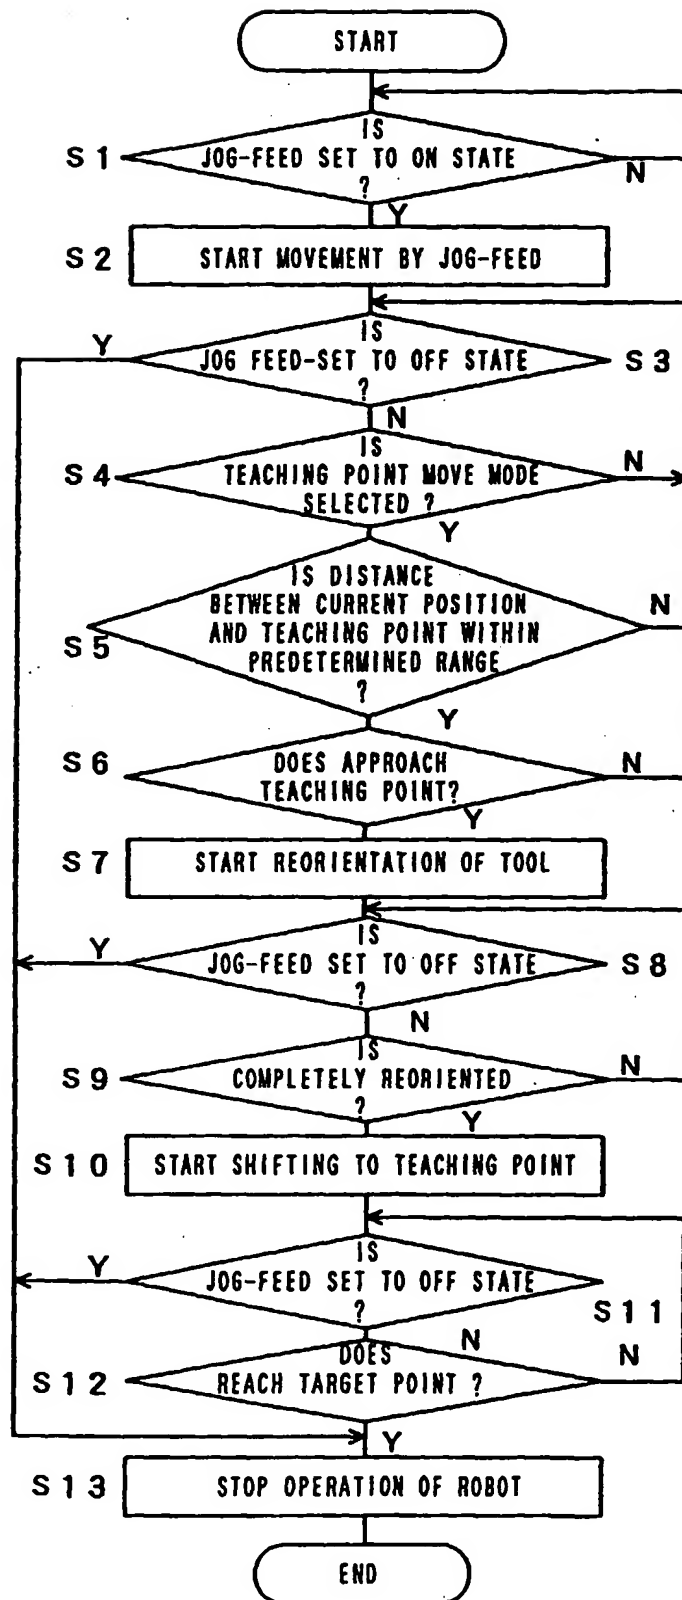 START
IS
S1 JOG-FEED SET TO ON STATE
?
N
Y
S2 START MOVEMENT BY JOG-FEED
IS
Y
JOG FEED-SET TO OFF STATE S3
?
N
IS
S4 TEACHING POINT MOVE MODE N
SELECTED ?
Y
IS DISTANCE
BETWEEN CURRENT POSITION N
AND TEACHING POINT WITHIN
S5 PREDETERMINED RANGE
?
Y
S6 DOES APPROACH N
TEACHING POINT?
Y
S7 START REORIENTATION OF TOOL
IS
Y
JOG-FEED SET TO OFF STATE S8
?
N
IS
S9 COMPLETELY REORIENTED N
?
Y
S10 START SHIFTING TO TEACHING POINT
IS
Y JOG-FEED SET TO OFF STATE
?
S11
N
DOES N
S12 REACH TARGET POINT ?
Y
S13 STOP OPERATION OF ROBOT
END